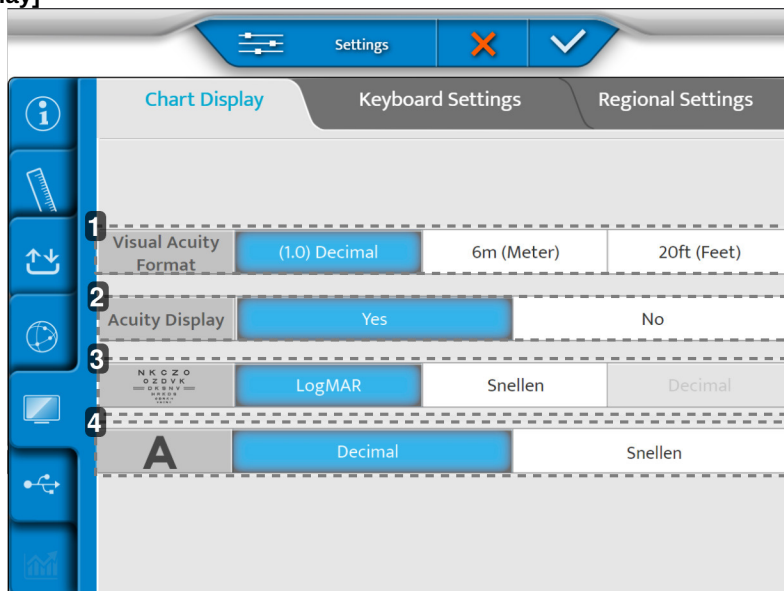 lay]
Settings
Chart Display Keyboard Settings Regional Settings
1
Visual Acuity
Format
(1.0) Decimal 6m (Meter) 20ft (Feet)
2
Acuity Display Yes No
3
N K C Z O
O Z D V K
LogMAR Snellen Decimal
4
A Decimal Snellen